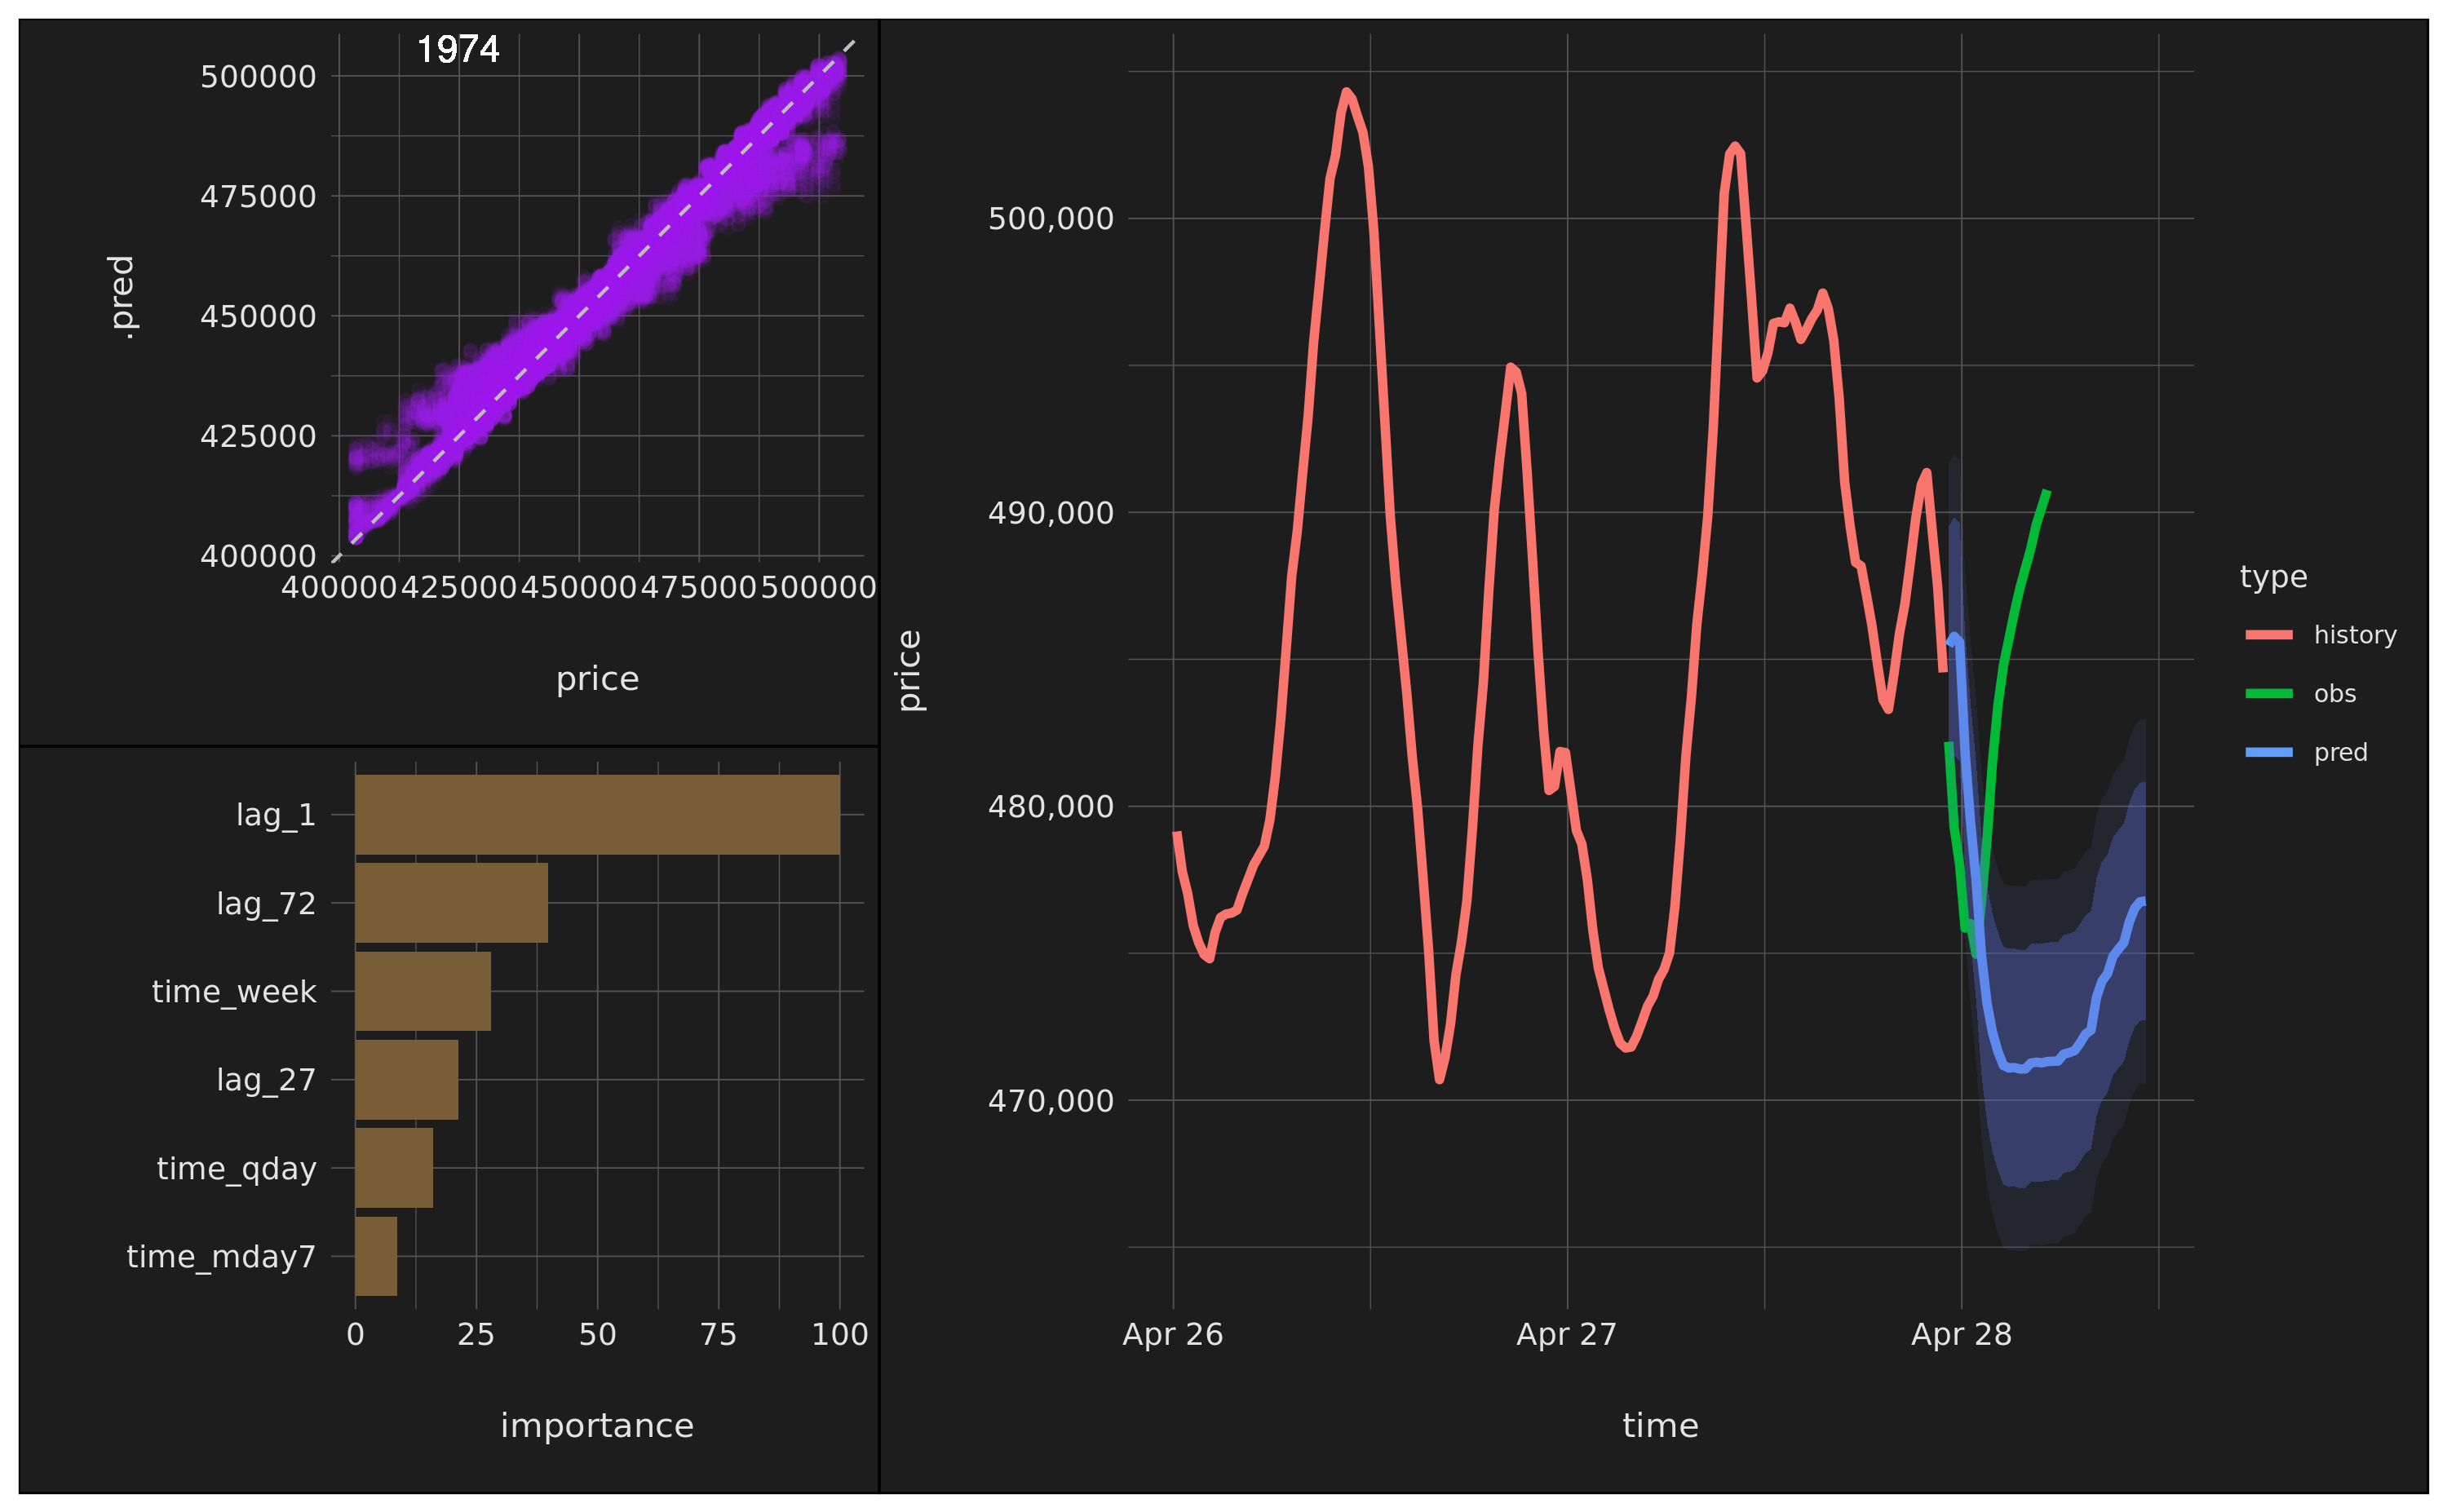 1974
500000
475000
450000
425000
400000
.pred
400000 425000 450000 475000 500000
price
lag_1
lag_72
time_week
lag_27
time_qday
time_mday7
0 25 50 75 100
importance
500,000
490,000
480,000
470,000
price
Apr 26 Apr 27 Apr 28
time
type
history
obs
pred